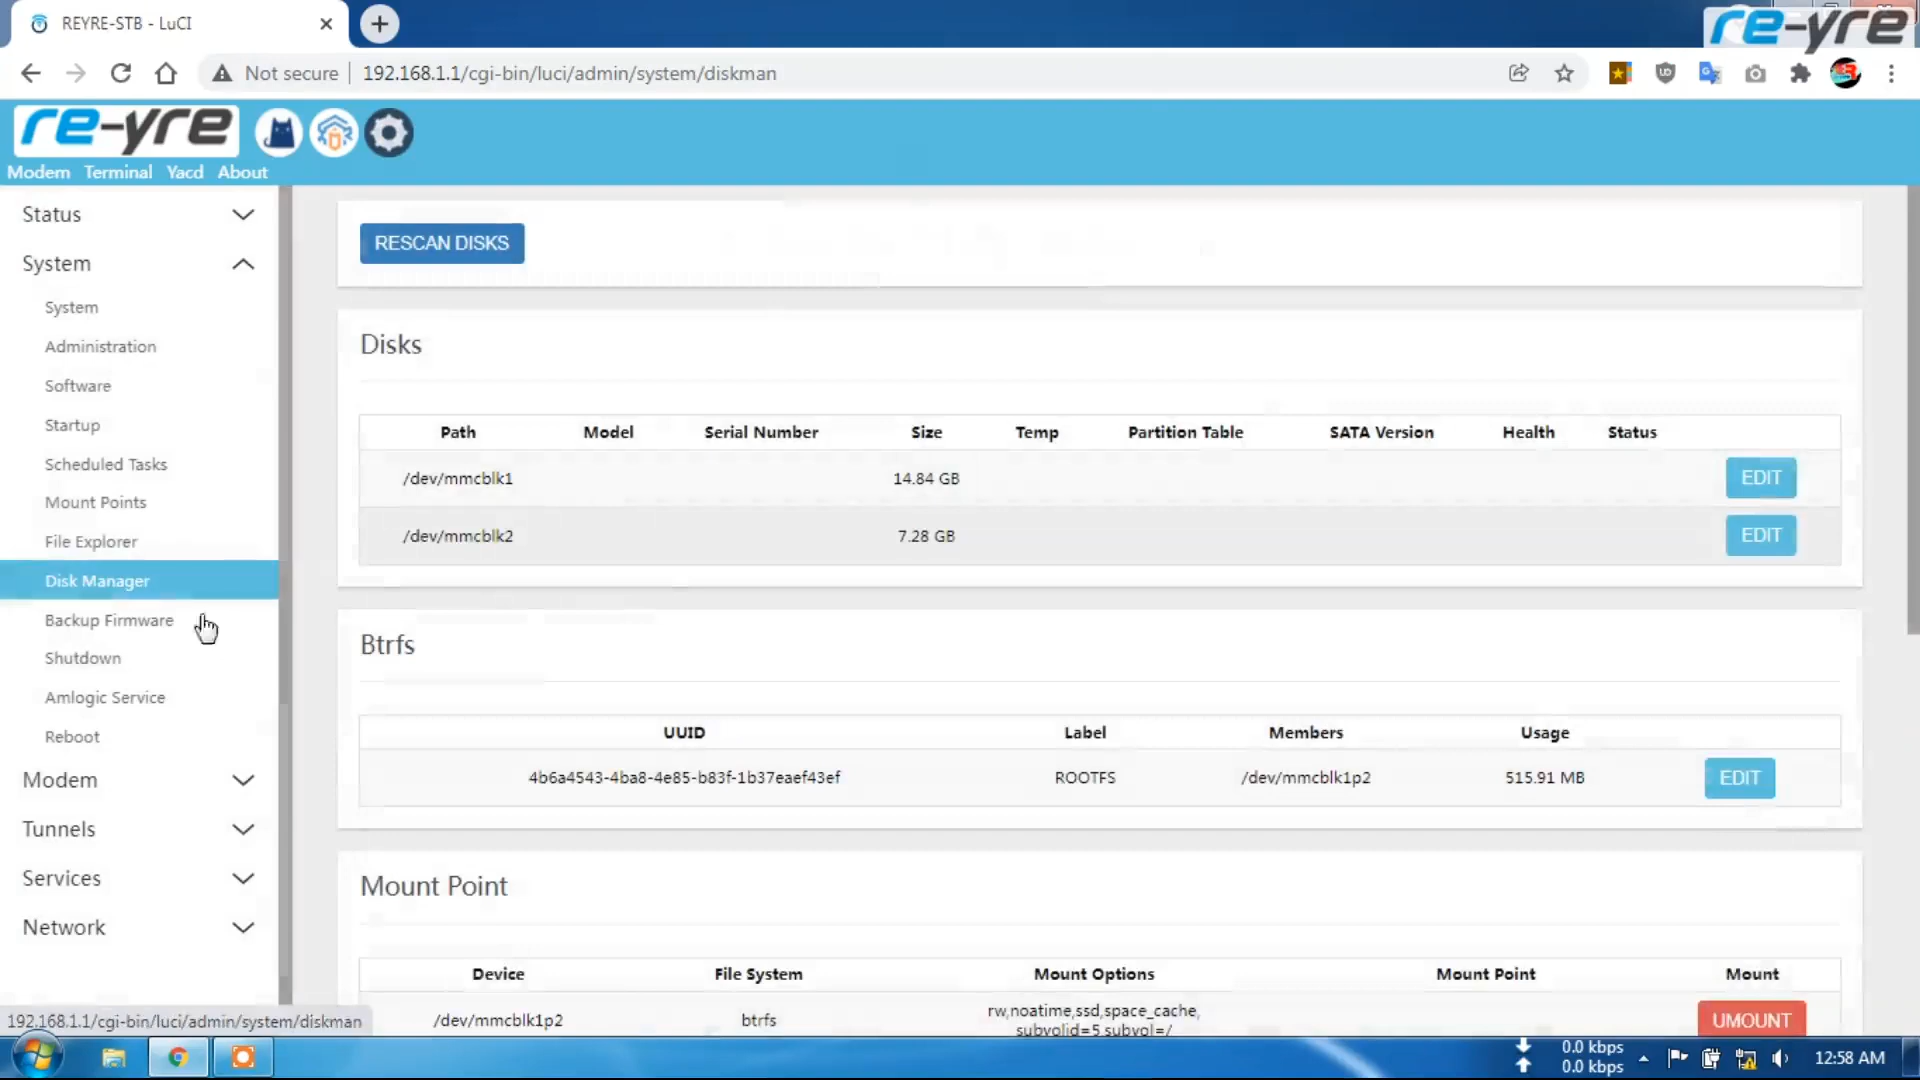 REYRE-STB - LuCI
re-yre
Not secure
192.168.1.1/cgi-bin/luci/admin/system/diskman
re-yre
Modem Terminal Yacd About
Status
System
System
Administration
Software
Startup
Scheduled Tasks
Mount Points
File Explorer
Disk Manager
Backup Firmware
Shutdown
Amlogic Service
Reboot
Modem
Tunnels
Services
Network
RESCAN DISKS
Disks
Path Model Serial Number Size Temp Partition Table SATA Version Health Status
/dev/mmcblk1 14.84 GB EDIT
/dev/mmcblk2 7.28 GB EDIT
Btrfs
UUID Label Members Usage
4b6a4543-4ba8-4e85-b83f-1b37eaef43ef ROOTFS /dev/mmcblk1p2 515.91 MB EDIT
Mount Point
Device File System Mount Options Mount Point Mount
/dev/mmcblk1p2 btrfs rw,noatime,ssd,space_cache, UMOUNT
subvolid=5,subvol=/
192.168.1.1/cgi-bin/luci/admin/system/diskman
0.0 kbps
0.0 kbps
12:58 AM